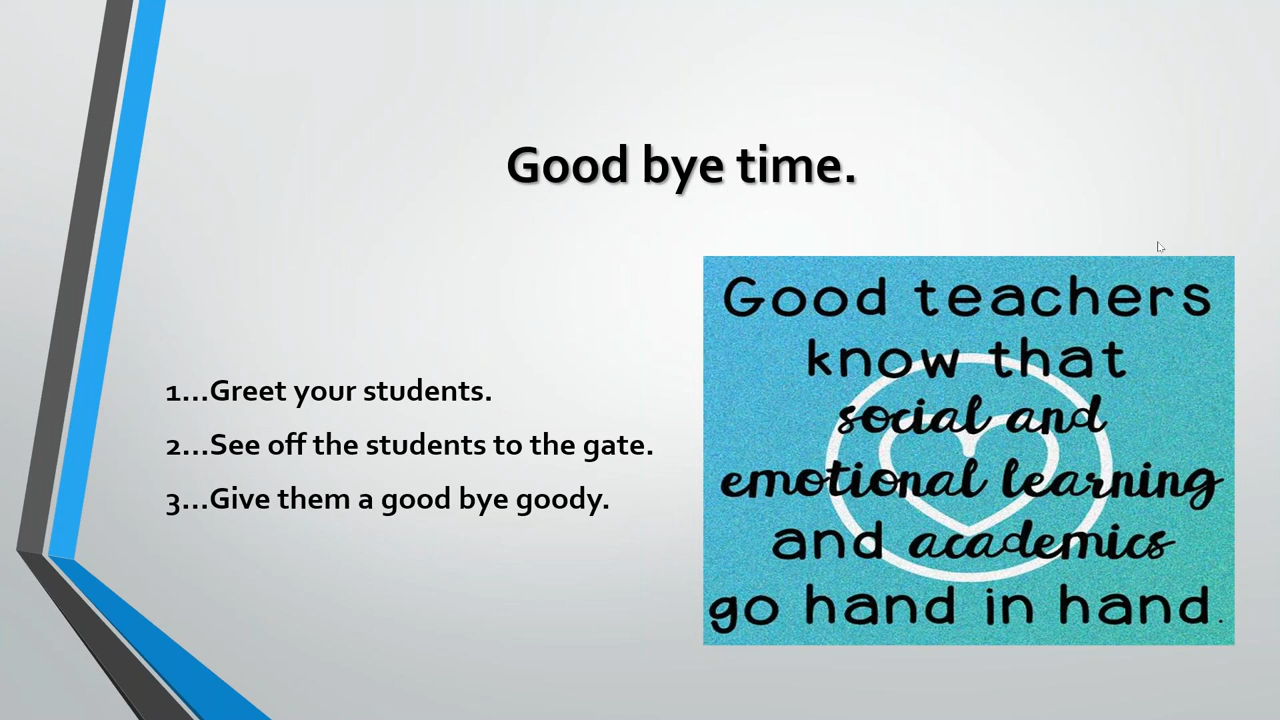 Good bye time.
1...Greet your students.
2...See off the students to the gate.
3...Give them a good bye goody.
Good teachers
know that
social and
emotional learning
and academics
go hand in hand.